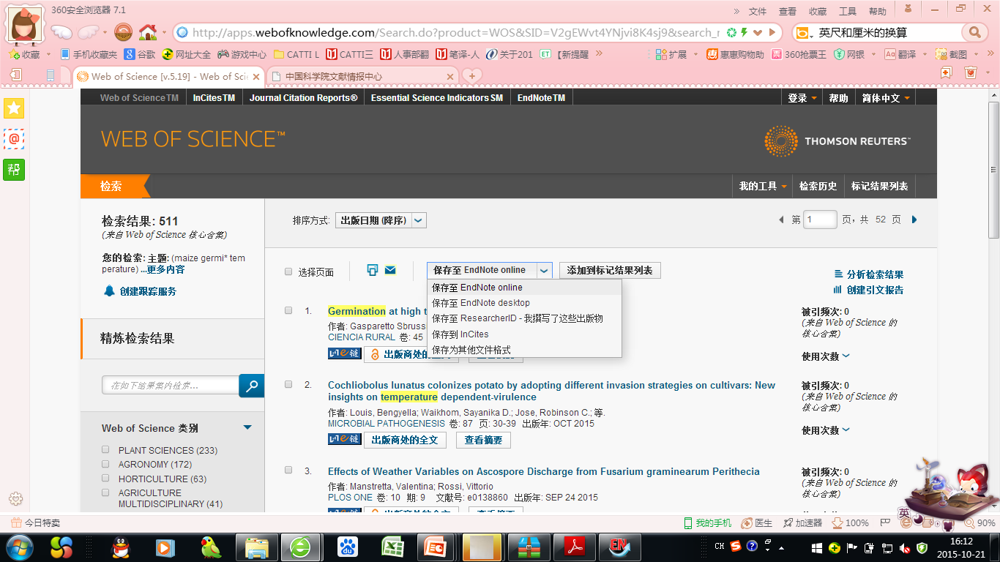 360安全浏览器 7.1
» 文件 查看 收藏 工具 帮助
http://apps.webofknowledge.com/Search.do?product=WOS&SID=V2gEWvt4YNjvi8K4sjs&search_r
英尺和厘米的换算
收藏 手机收藏夹 谷歌 网址大全 游戏中心 CATTI L CATTI三 人事部翻 笔译-人 关于201 【新提醒 » 扩展 惠惠购物助 360抢票王 网银 翻译 截图 »
Web of Science [v.5.19] - Web of Sci
中国科学院文献情报中心
Web of Science™ InCites™ Journal Citation Reports® Essential Science Indicators SM EndNote™ 登录 帮助 简体中文
WEB OF SCIENCE™
THOMSON REUTERS™
检索 我的工具 检索历史 标记结果列表
检索结果: 511
(来自 Web of Science 核心合集)
您的检索: 主题: (maize germi* tem
perature) ...更多内容
创建跟踪服务
精炼检索结果
在如下结果集内检索...
Web of Science 类别
PLANT SCIENCES (233)
AGRONOMY (172)
HORTICULTURE (63)
AGRICULTURE
MULTIDISCIPLINARY (41)
排序方式: 出版日期 (降序)
第 1 页，共 52 页
选择页面
保存至 EndNote online
添加到标记结果列表
保存至 EndNote online
保存至 EndNote desktop
保存至 ResearcherID - 我撰写了这些出版物
保存到 InCites
保存为其他文件格式
分析检索结果
创建引文报告
1. Germination at high t
作者: Gasparetto Sbruss
CIENCIA RURAL 卷: 45
出版商处的
被引频次: 0
(来自 Web of Science 的
核心合集)
使用次数
2. Cochliobolus lunatus colonizes potato by adopting different invasion strategies on cultivars: New
insights on temperature dependent-virulence
作者: Louis, Bengyella; Waikhom, Sayanika D.; Jose, Robinson C.; 等.
MICROBIAL PATHOGENESIS 卷: 87 页: 30-39 出版年: OCT 2015
出版商处的全文 查看摘要
被引频次: 0
(来自 Web of Science 的
核心合集)
使用次数
3. Effects of Weather Variables on Ascospore Discharge from Fusarium graminearum Perithecia
作者: Manstretta, Valentina; Rossi, Vittorio
PLOS ONE 卷: 10 期: 9 文献号: e0138860 出版年: SEP 24 2015
被引频次: 0
(来自 Web of Science 的
核心合集)
帮
今日特卖 我的手机 医生 加速器 100% 90%
英
CH
16:12
2015-10-21